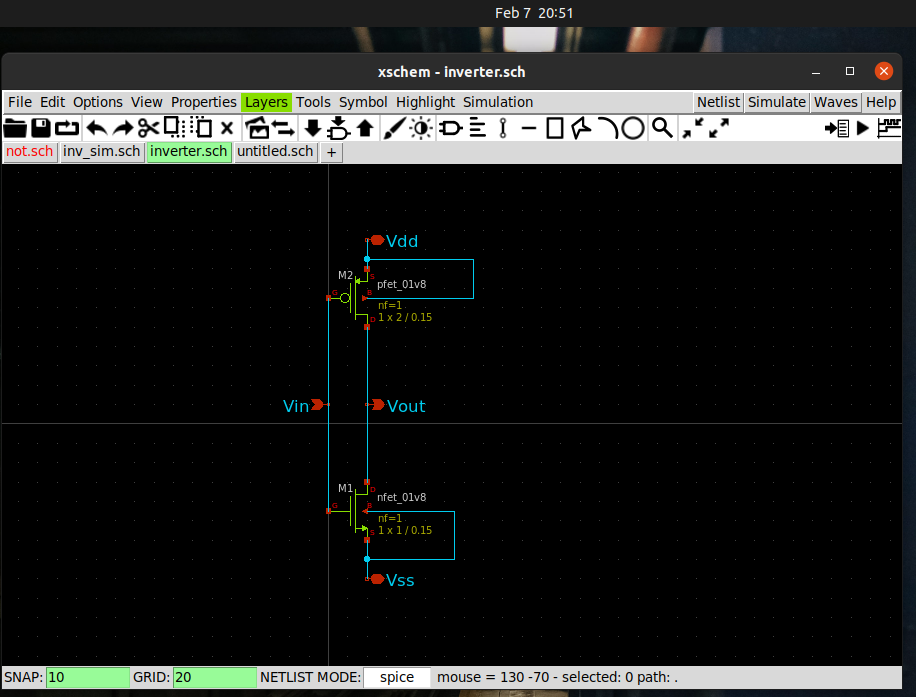 Feb 7 20:51
xschem - inverter.sch
File Edit Options View Properties Layers Tools Symbol Highlight Simulation Netlist Simulate Waves Help
not.sch inv_sim.sch inverter.sch untitled.sch +
Vdd
M2
S
pfet_01v8
G
B
nf=1
D
1 x 2 / 0.15
Vin
Vout
M1
D
nfet_01v8
G
B
nf=1
S
1 x 1 / 0.15
Vss
SNAP: 10 GRID: 20 NETLIST MODE: spice mouse = 130 -70 - selected: 0 path: .